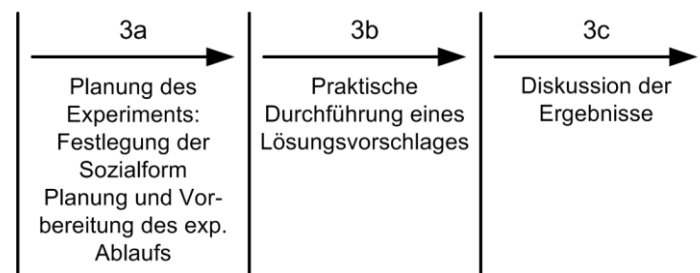 3a
Planung des
Experiments:
Festlegung der
Sozialform
Planung und Vor-
bereitung des exp.
Ablaufs
3b
Praktische
Durchführung eines
Lösungsvorschlages
3c
Diskussion der
Ergebnisse